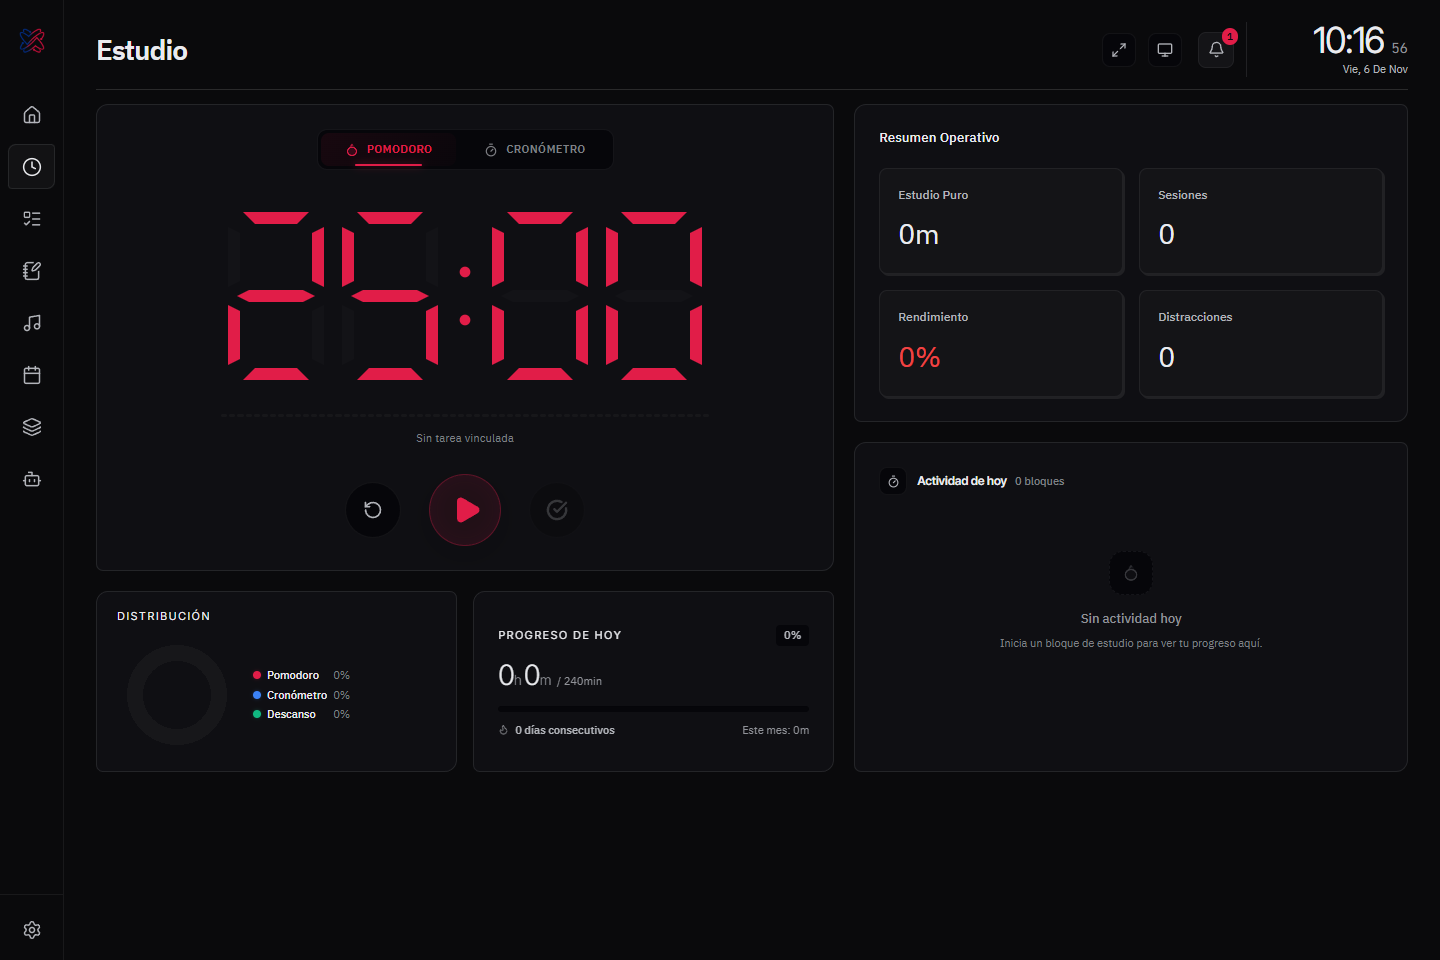 Estudio
1
10:16 56
Vie, 6 De Nov
POMODORO
CRONÓMETRO
25:00
Sin tarea vinculada
DISTRIBUCIÓN
Pomodoro 0%
Cronómetro 0%
Descanso 0%
PROGRESO DE HOY
0%
0h 0m / 240min
0 días consecutivos
Este mes: 0m
Resumen Operativo
Estudio Puro
0m
Sesiones
0
Rendimiento
0%
Distracciones
0
Actividad de hoy 0 bloques
Sin actividad hoy
Inicia un bloque de estudio para ver tu progreso aquí.